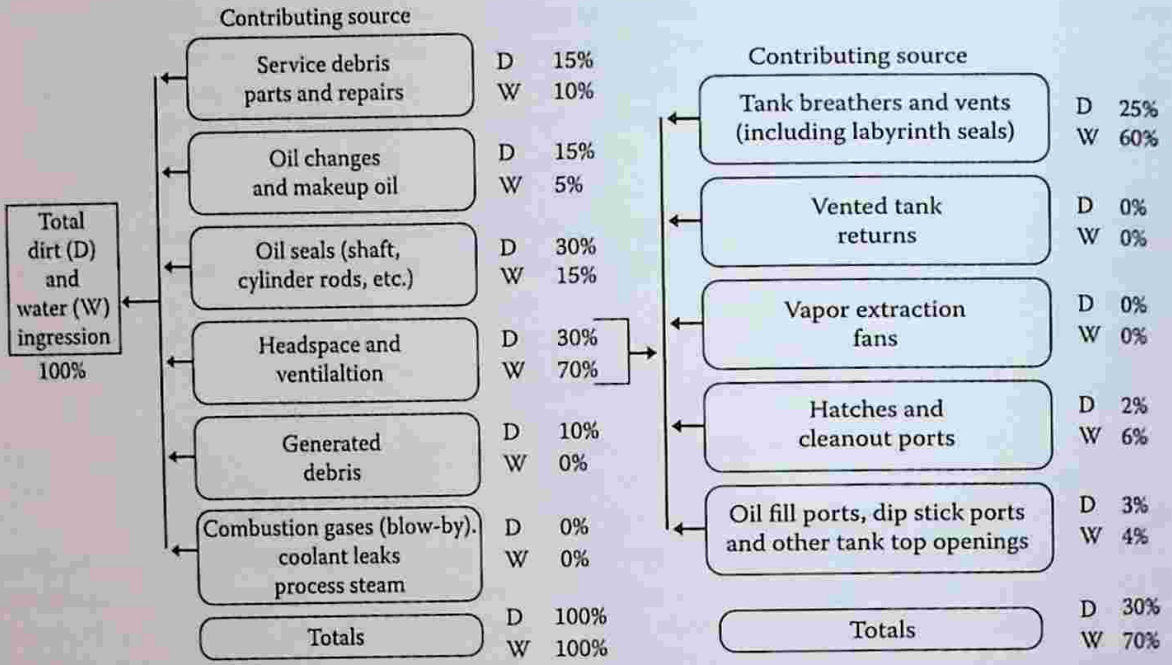 Contributing source
Service debris
parts and repairs
D 15%
W 10%
Oil changes
and makeup oil
D 15%
W 5%
Total
dirt (D)
and
water (W)
ingression
100%
Oil seals (shaft,
cylinder rods, etc.)
D 30%
W 15%
Headspace and
ventilaltion
D 30%
W 70%
Generated
debris
D 10%
W 0%
Combustion gases (blow-by).
coolant leaks
process steam
D 0%
W 0%
Totals
D 100%
W 100%
Contributing source
Tank breathers and vents
(including labyrinth seals)
D 25%
W 60%
Vented tank
returns
D 0%
W 0%
Vapor extraction
fans
D 0%
W 0%
Hatches and
cleanout ports
D 2%
W 6%
Oil fill ports, dip stick ports
and other tank top openings
D 3%
W 4%
Totals
D 30%
W 70%